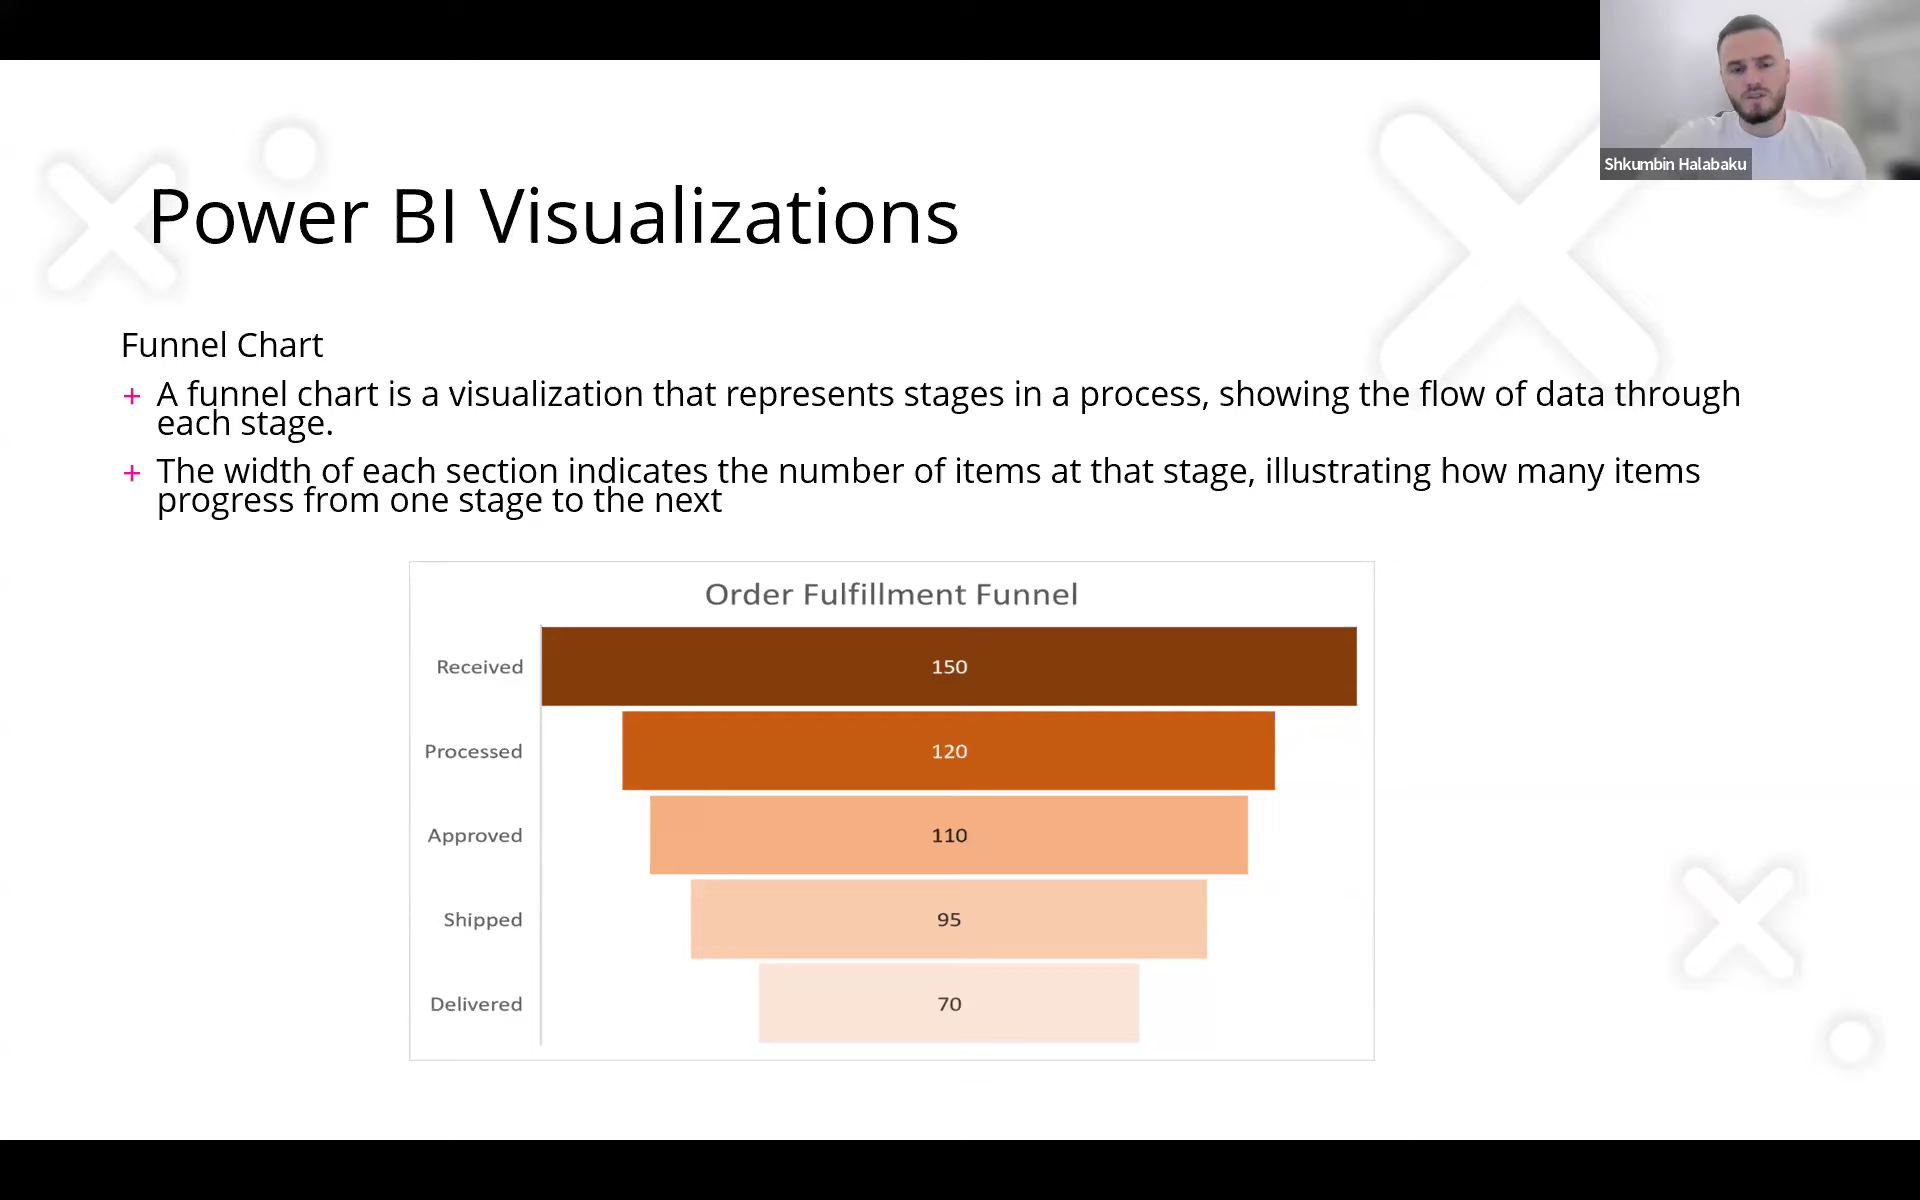 Shkumbin Halabaku
Power BI Visualizations
Funnel Chart
+ A funnel chart is a visualization that represents stages in a process, showing the flow of data through
each stage.
+ The width of each section indicates the number of items at that stage, illustrating how many items
progress from one stage to the next
Order Fulfillment Funnel
Received 150
Processed 120
Approved 110
Shipped 95
Delivered 70